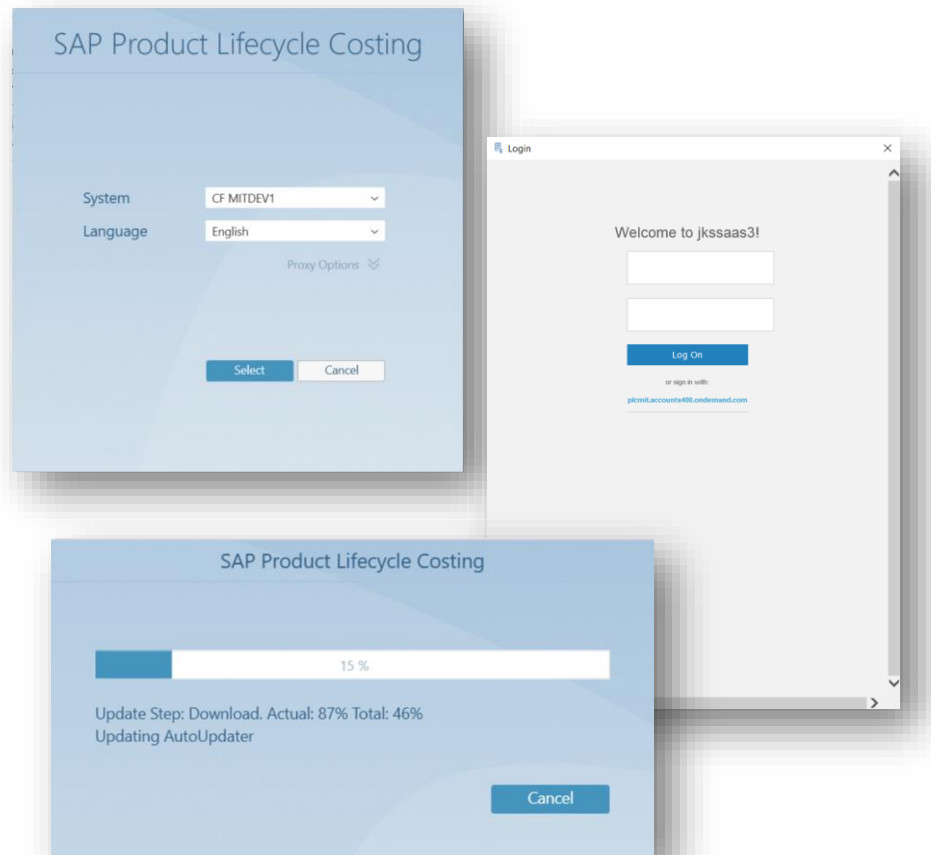 SAP Product Lifecycle Costing
System CF MITDEV1
Language English
Proxy Options
Select Cancel
Login
Welcome to jkssaas3!
Log On
or sign in with:
plcmit.accounts400.ondemand.com
SAP Product Lifecycle Costing
15 %
Update Step: Download. Actual: 87% Total: 46%
Updating AutoUpdater
Cancel